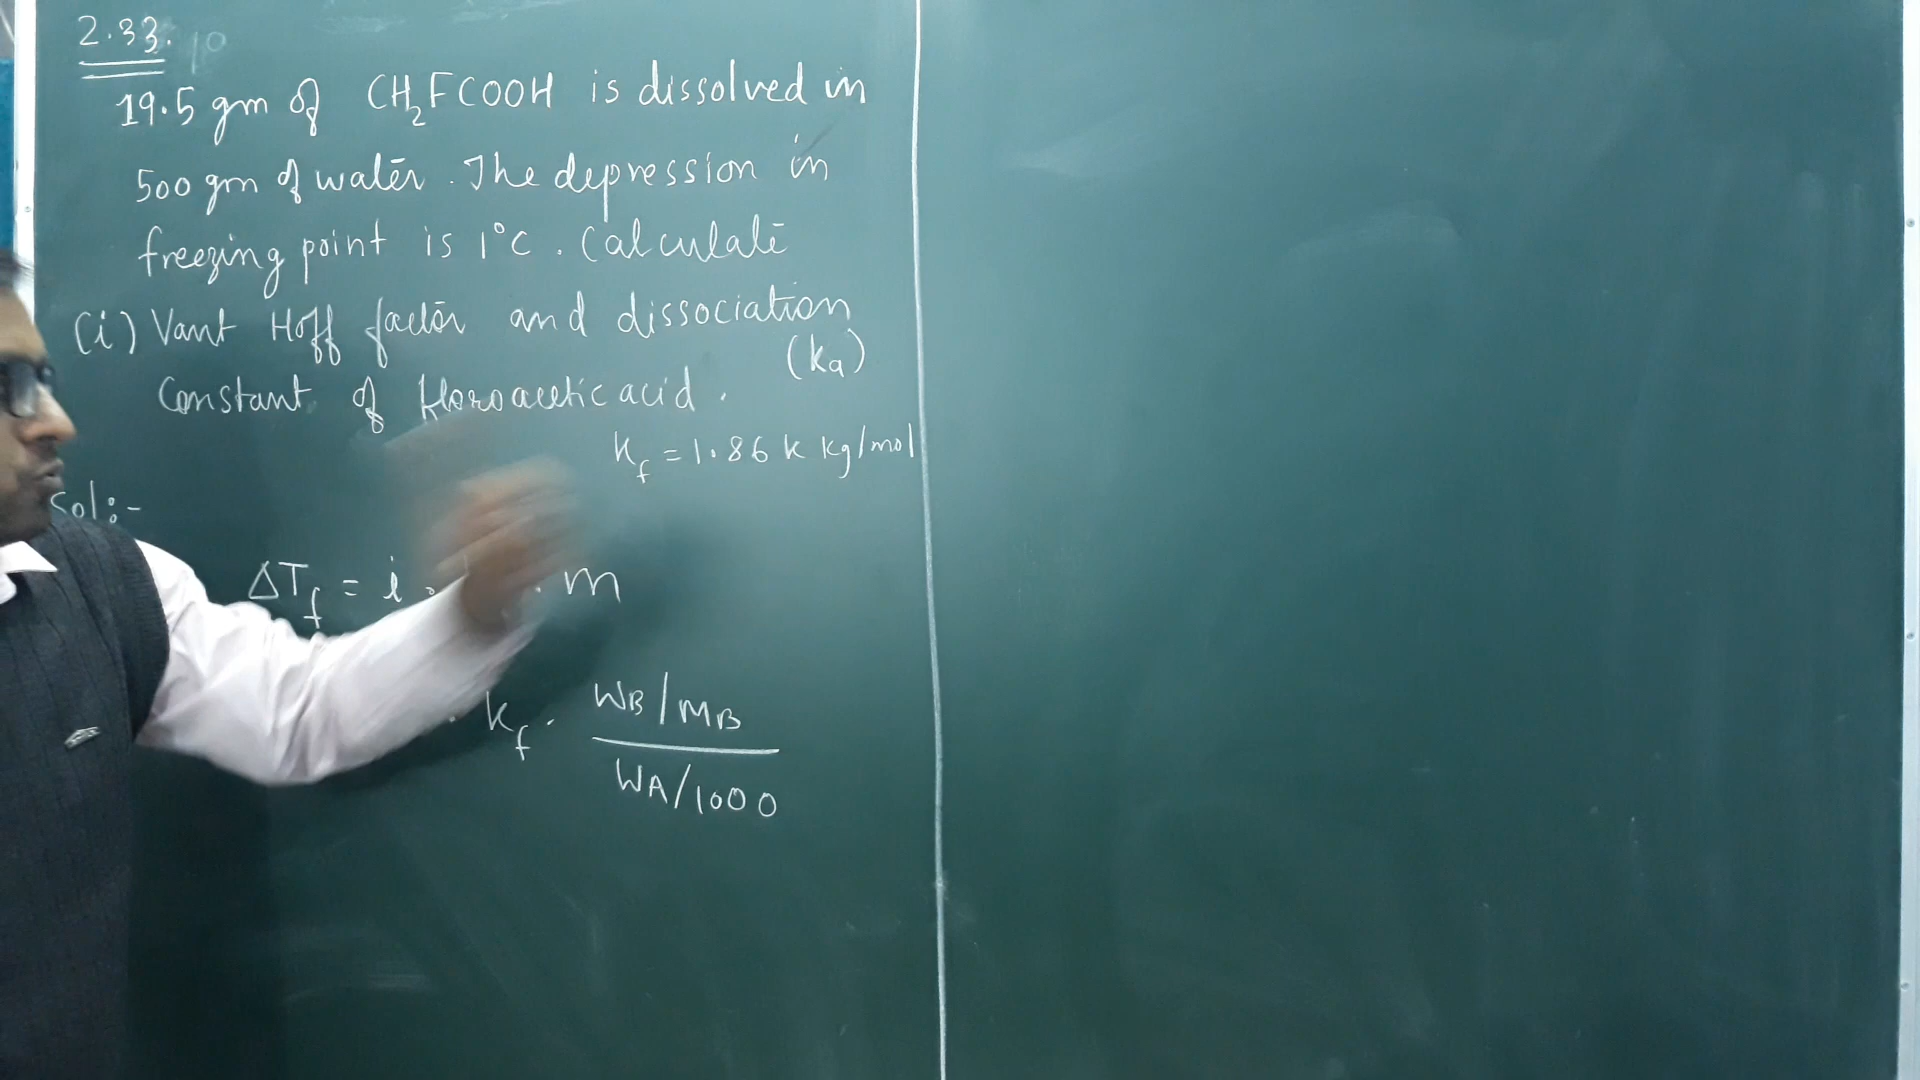 2.33.
19.5 gm of CH₂FCOOH is dissolved in
500 gm of water. The depression in
freezing point is 1°C. Calculate
(i) Vant Hoff factor and dissociation
(Ka)
Constant of floroacetic acid.
Kf = 1.86 K kg/mol
Sol:-
ΔTf = i . . m
. Kf . WB/MB
WA/1000